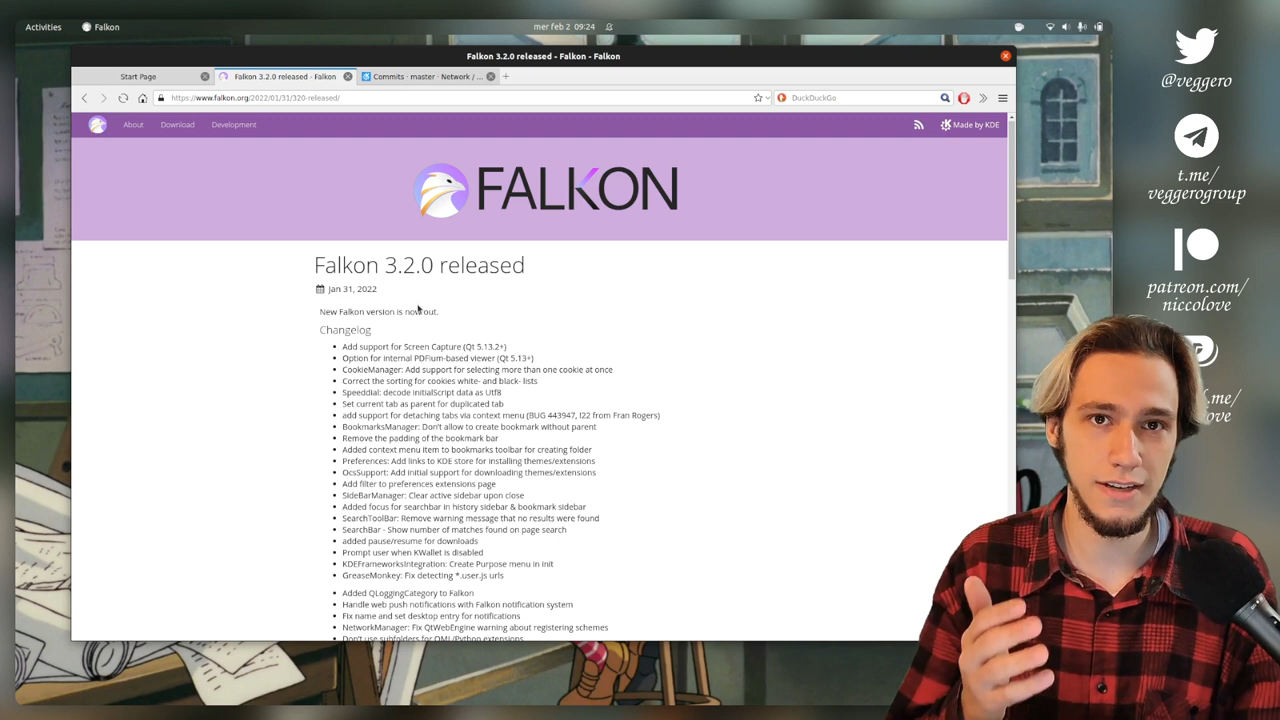 Activities
Falkon
mer feb 2 09:24
Falkon 3.2.0 released - Falkon - Falkon
Start Page
Falkon 3.2.0 released - Falkon
Commits · master · Network / ...
https://www.falkon.org/2022/01/31/320-released/
DuckDuckGo
About
Download
Development
Made by KDE
FALKON
Falkon 3.2.0 released
Jan 31, 2022
New Falkon version is now out.
Changelog
• Add support for Screen Capture (Qt 5.13.2+)
• Option for internal PDFium-based viewer (Qt 5.13+)
• CookieManager: Add support for selecting more than one cookie at once
• Correct the sorting for cookies white- and black- lists
• Speeddial: decode initialScript data as Utf8
• Set current tab as parent for duplicated tab
• add support for detaching tabs via context menu (BUG 443947, !22 from Fran Rogers)
• BookmarksManager: Don't allow to create bookmark without parent
• Remove the padding of the bookmark bar
• Added context menu item to bookmarks toolbar for creating folder
• Preferences: Add links to KDE store for installing themes/extensions
• OcsSupport: Add initial support for downloading themes/extensions
• Add filter to preferences extensions page
• SideBarManager: Clear active sidebar upon close
• Added focus for searchbar in history sidebar & bookmark sidebar
• SearchToolBar: Remove warning message that no results were found
• SearchBar - Show number of matches found on page search
• added pause/resume for downloads
• Prompt user when KWallet is disabled
• KDEFrameworksIntegration: Create Purpose menu in init
• GreaseMonkey: Fix detecting *.user.js urls
• Added QLoggingCategory to Falkon
• Handle web push notifications with Falkon notification system
• Fix name and set desktop entry for notifications
• NetworkManager: Fix QtWebEngine warning about registering schemes
• Don't use subfolders for QML/Python extensions
@veggero
t.me/
veggerogroup
patreon.com/
niccolove
.me/
ove